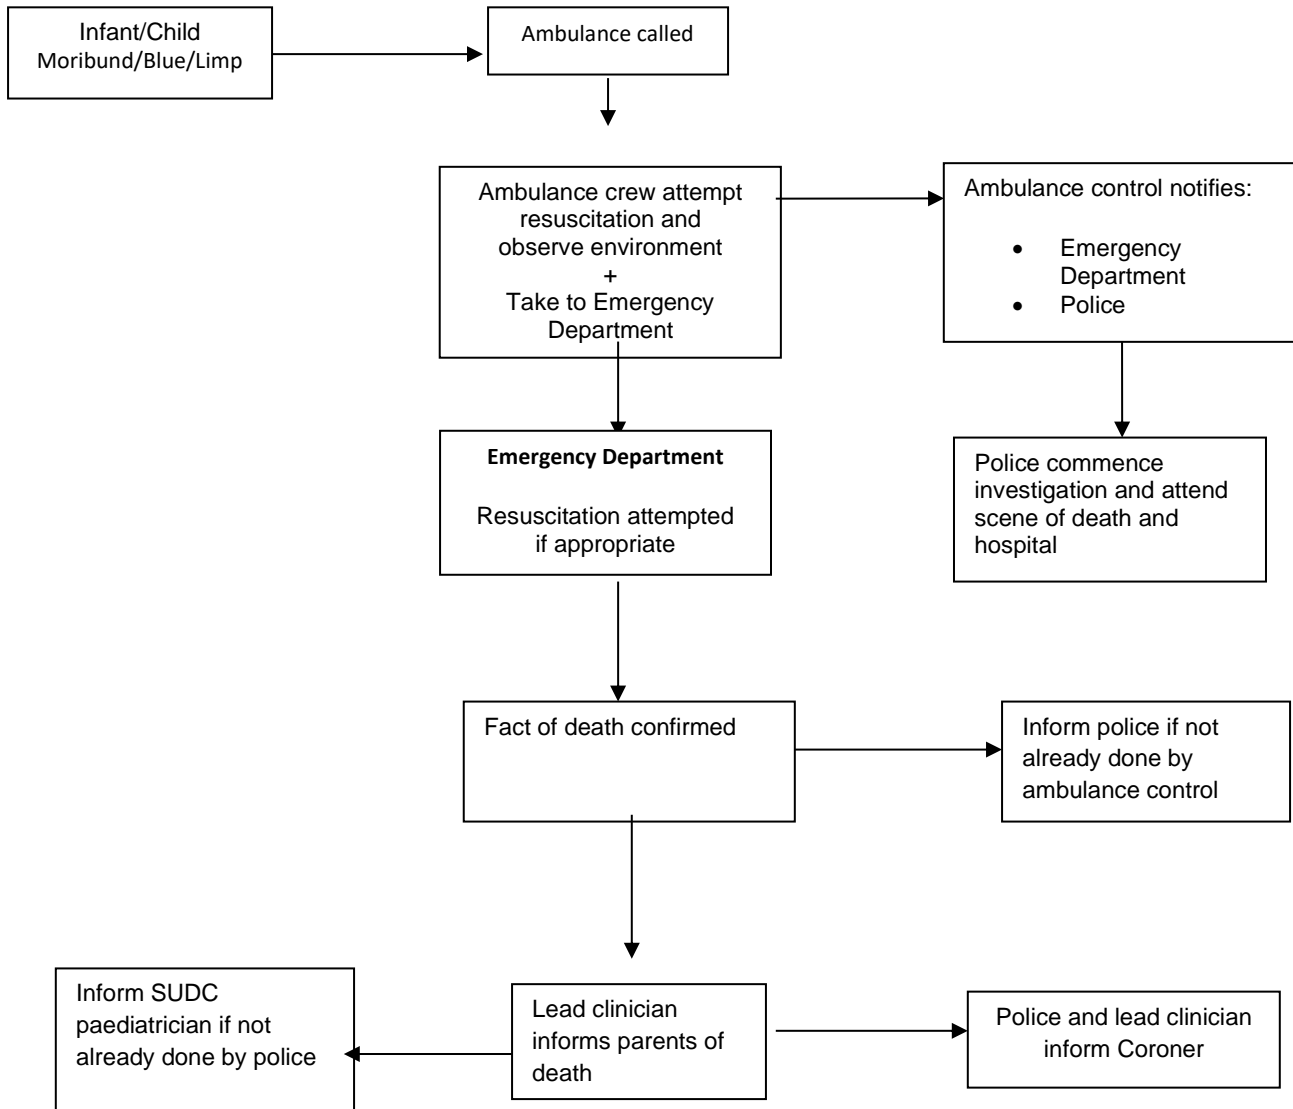 Infant/Child
Moribund/Blue/Limp
Ambulance called
Ambulance crew attempt
resuscitation and
observe environment
+
Take to Emergency
Department
Ambulance control notifies:
• Emergency
Department
• Police
Emergency Department
Resuscitation attempted
if appropriate
Police commence
investigation and attend
scene of death and
hospital
Fact of death confirmed
Inform police if not
already done by
ambulance control
Inform SUDC
paediatrician if not
already done by police
Lead clinician
informs parents of
death
Police and lead clinician
inform Coroner